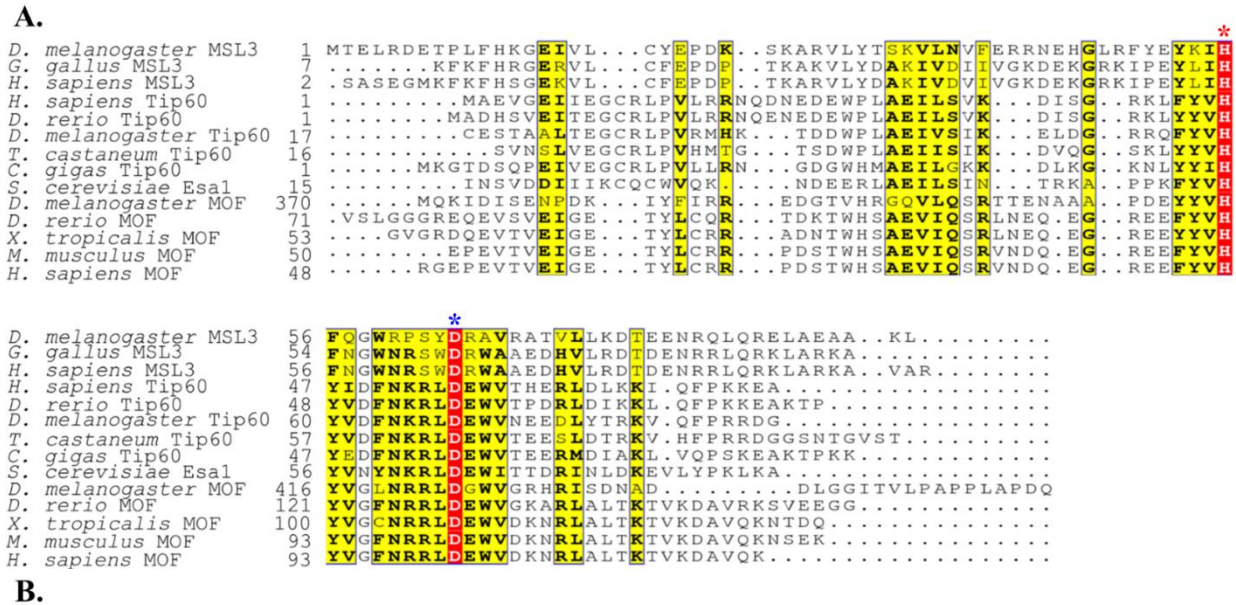 A.
*
D. melanogaster MSL3 1 MTELRDETPLFHKGEIVL...CYEPDK..SKARVLYTSKVLNVFERRNEHGLRFYEYKIH
G. gallus MSL3 7 ......KFKFHRGERVL...CFEPDP..TKAKVLYDAKIVDIIVGKDEKGRKIPEYLIH
H. sapiens MSL3 2 .SASEGMKFKFHSGEKVL...CFEPDP..TKARVLYDAKIVDVIVGKDEKGRKIPEYLIH
H. sapiens Tip60 1 .........MAEVGEIIEGCRLPVLRRNQDNEDEWPLAEILSVK...DISG..RKLFYVH
D. rerio Tip60 1 ........MADHSVEITEGCRLPVLRRNQENEDEWPLAEILSVK...DISG..RKLFYVH
D. melanogaster Tip60 17 .........CESTAALTEGCRLPVRMHK...TDDWPLAEIVSIK...ELDG..RRQFYVH
T. castaneum Tip60 16 ...........SVNSLVEGCRLPVHMTG...TSDWPLAEIISIK...DVQG..SKLYYVH
C. gigas Tip60 1 ......MKGTDSQPEIVEGCRLPVLLRN...GDGWHMAEILGKK...DLKG..KNLYYIH
S. cerevisiae Esa1 15 .........INSVDDIIIKCQCWVQK.....NDEERLAEILSIN...TRKA..PPKFYVH
D. melanogaster MOF 370 .......MQKIDISENPDK...IYFIRR...EDGTVHRGQVLQSRTTENAAA..PDEYYVH
D. rerio MOF 71 .VSLGGGREQEVSVEIGE...TYLCQR...TDKTWHSAEVIQSRLNEQ.EG..REEFYVH
X. tropicalis MOF 53 ....GVGRDQEVTVEIGE...TYLCRR...ADNTWHSAEVIQSRLNEQ.EG..REEFYVH
M. musculus MOF 50 ........EPEVTVEIGE...TYLCRR...PDSTWHSAEVIQSRVNDQ.EG..REEFYVH
H. sapiens MOF 48 ......RGEPEVTVEIGE...TYLCRR...PDSTWHSAEVIQSRVNDQ.EG..REEFYVH
*
D. melanogaster MSL3 56 FQGWRPSYDRAVRATVLLKDTEENRQLQRELAEAA..KL.......
G. gallus MSL3 54 FNGWNRSWDRWAAEDHVLRDTDENRRLQRKLARKA...........
H. sapiens MSL3 56 FNGWNRSWDRWAAEDHVLRDTDENRRLQRKLARKA..VAR......
H. sapiens Tip60 47 YIDFNKRLDEWVTHERLDLKKI.QFPKKEA................
D. rerio Tip60 48 YVDFNKRLDEWVTPDRLDIKKL.QFPKKEAKTP.............
D. melanogaster Tip60 60 YVDFNKRLDEWVNEEDLYTRKV.QFPRRDG................
T. castaneum Tip60 57 YVDFNKRLDEWVTEESLDTRKV.HFPRRDGGSNTGVST........
C. gigas Tip60 47 YEDFNKRLDEWVTEERMDIAKL.VQPSKEAKTPKK...........
S. cerevisiae Esa1 56 YVNYNKRLDEWITTDRINLDKEVLYPKLKA................
D. melanogaster MOF 416 YVGLNRRLDGWVGRHRISDNAD.........DLGGITVLPAPPLAPDQ
D. rerio MOF 121 YVGFNRRLDEWVGKARLALTKTVKDAVRKSVEEGG...........
X. tropicalis MOF 100 YVGCNRRLDEWVDKNRLALTKTVKDAVQKNTDQ.............
M. musculus MOF 93 YVGFNRRLDEWVDKNRLALTKTVKDAVQKNSEK.............
H. sapiens MOF 93 YVGFNRRLDEWVDKNRLALTKTVKDAVQK.................
B.